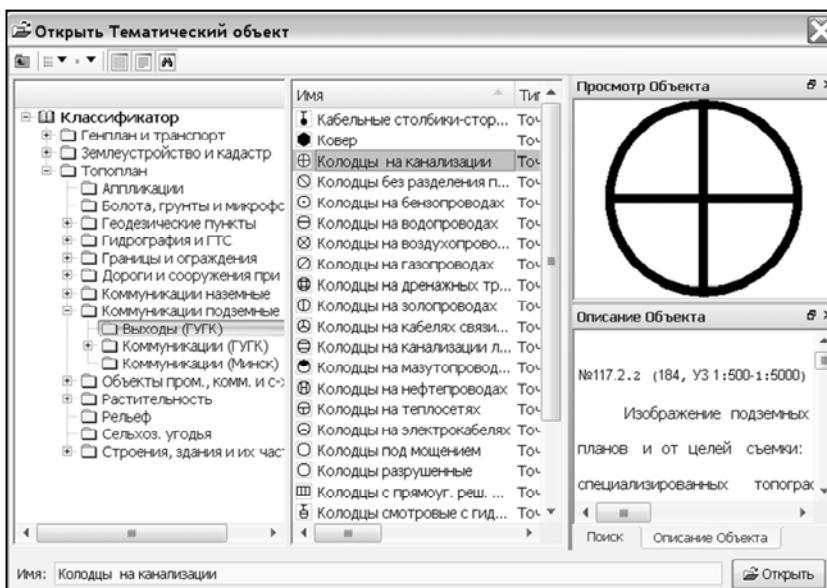 Открыть Тематический объект
Классификатор
Генплан и транспорт
Землеустройство и кадастр
Топоплан
Аппликации
Болота, грунты и микрофо
Геодезические пункты
Гидрография и ГТС
Границы и ограждения
Дороги и сооружения при
Коммуникации наземные
Коммуникации подземные
Выходы (ГУГК)
Коммуникации (ГУГК)
Коммуникации (Минск)
Объекты пром., комм. и с-х
Растительность
Рельеф
Сельхоз. угодья
Строения, здания и их час
Имя Тип
Кабельные столбики-стор... Точ
Ковер Точ
Колодцы на канализации Точ
Колодцы без разделения п... Точ
Колодцы на бензопроводах Точ
Колодцы на водопроводах Точ
Колодцы на воздухопрово... Точ
Колодцы на газопроводах Точ
Колодцы на дренажных тр... Точ
Колодцы на золопроводах Точ
Колодцы на кабелях связи... Точ
Колодцы на канализации л... Точ
Колодцы на мазутопровод... Точ
Колодцы на нефтепроводах Точ
Колодцы на теплосетях Точ
Колодцы на электрокабелях Точ
Колодцы под мощением Точ
Колодцы разрушенные Точ
Колодцы с прямоуг. реш. ... Точ
Колодцы смотровые с гид... Точ
Просмотр Объекта
Описание Объекта
№117.2.2 (184, УЗ 1:500-1:5000)
Изображение подземных
планов и от целей съемки:
специализированных топограс
Поиск Описание Объекта
Имя: Колодцы на канализации Открыть